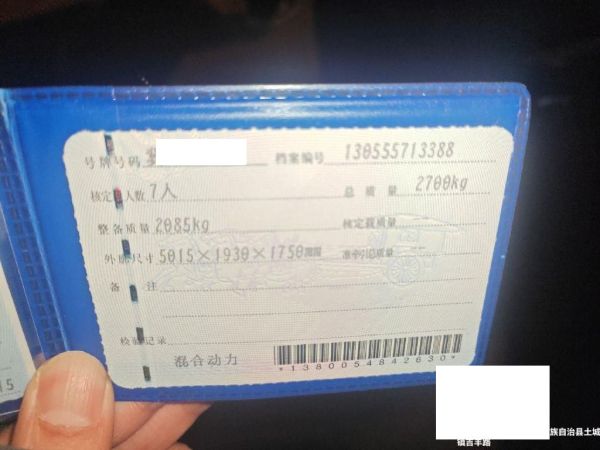 号牌号码 档案编号 130555713388
核定人数 7人 总质量 2700kg
整备质量 2085kg 核定载质量
外廓尺寸 5015×1930×1750 准牵引总质量 --
备注
检验记录
混合动力
*1380054842630*
族自治县土城
镇吉丰路